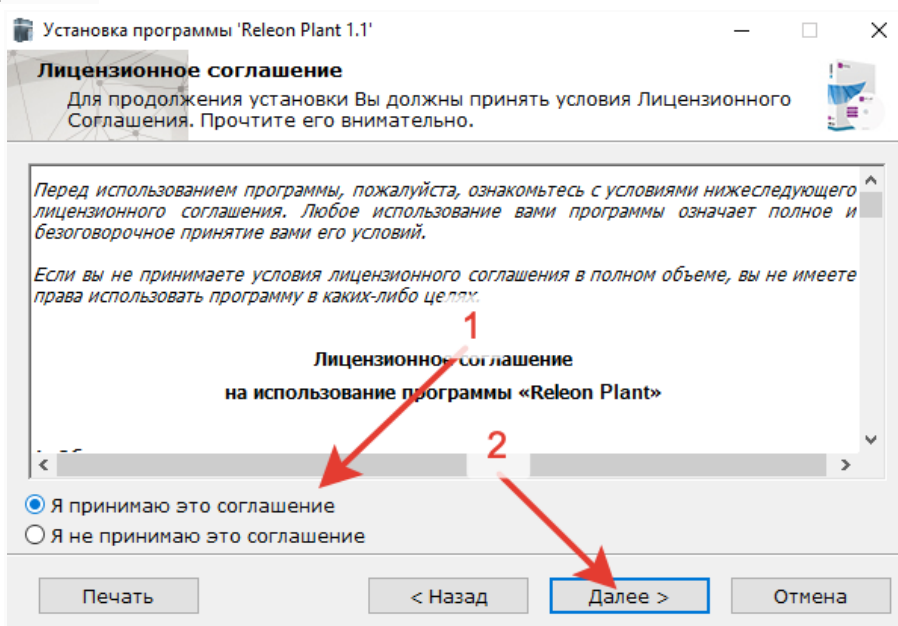 Установка программы 'Releon Plant 1.1'
Лицензионное соглашение
Для продолжения установки Вы должны принять условия Лицензионного
Соглашения. Прочтите его внимательно.
Перед использованием программы, пожалуйста, ознакомьтесь с условиями нижеследующего
лицензионного соглашения. Любое использование вами программы означает полное и
безоговорочное принятие вами его условий.
Если вы не принимаете условия лицензионного соглашения в полном объеме, вы не имеете
права использовать программу в каких-либо целях.
1
Лицензионное соглашение
на использование программы «Releon Plant»
2
Я принимаю это соглашение
Я не принимаю это соглашение
Печать
< Назад
Далее >
Отмена